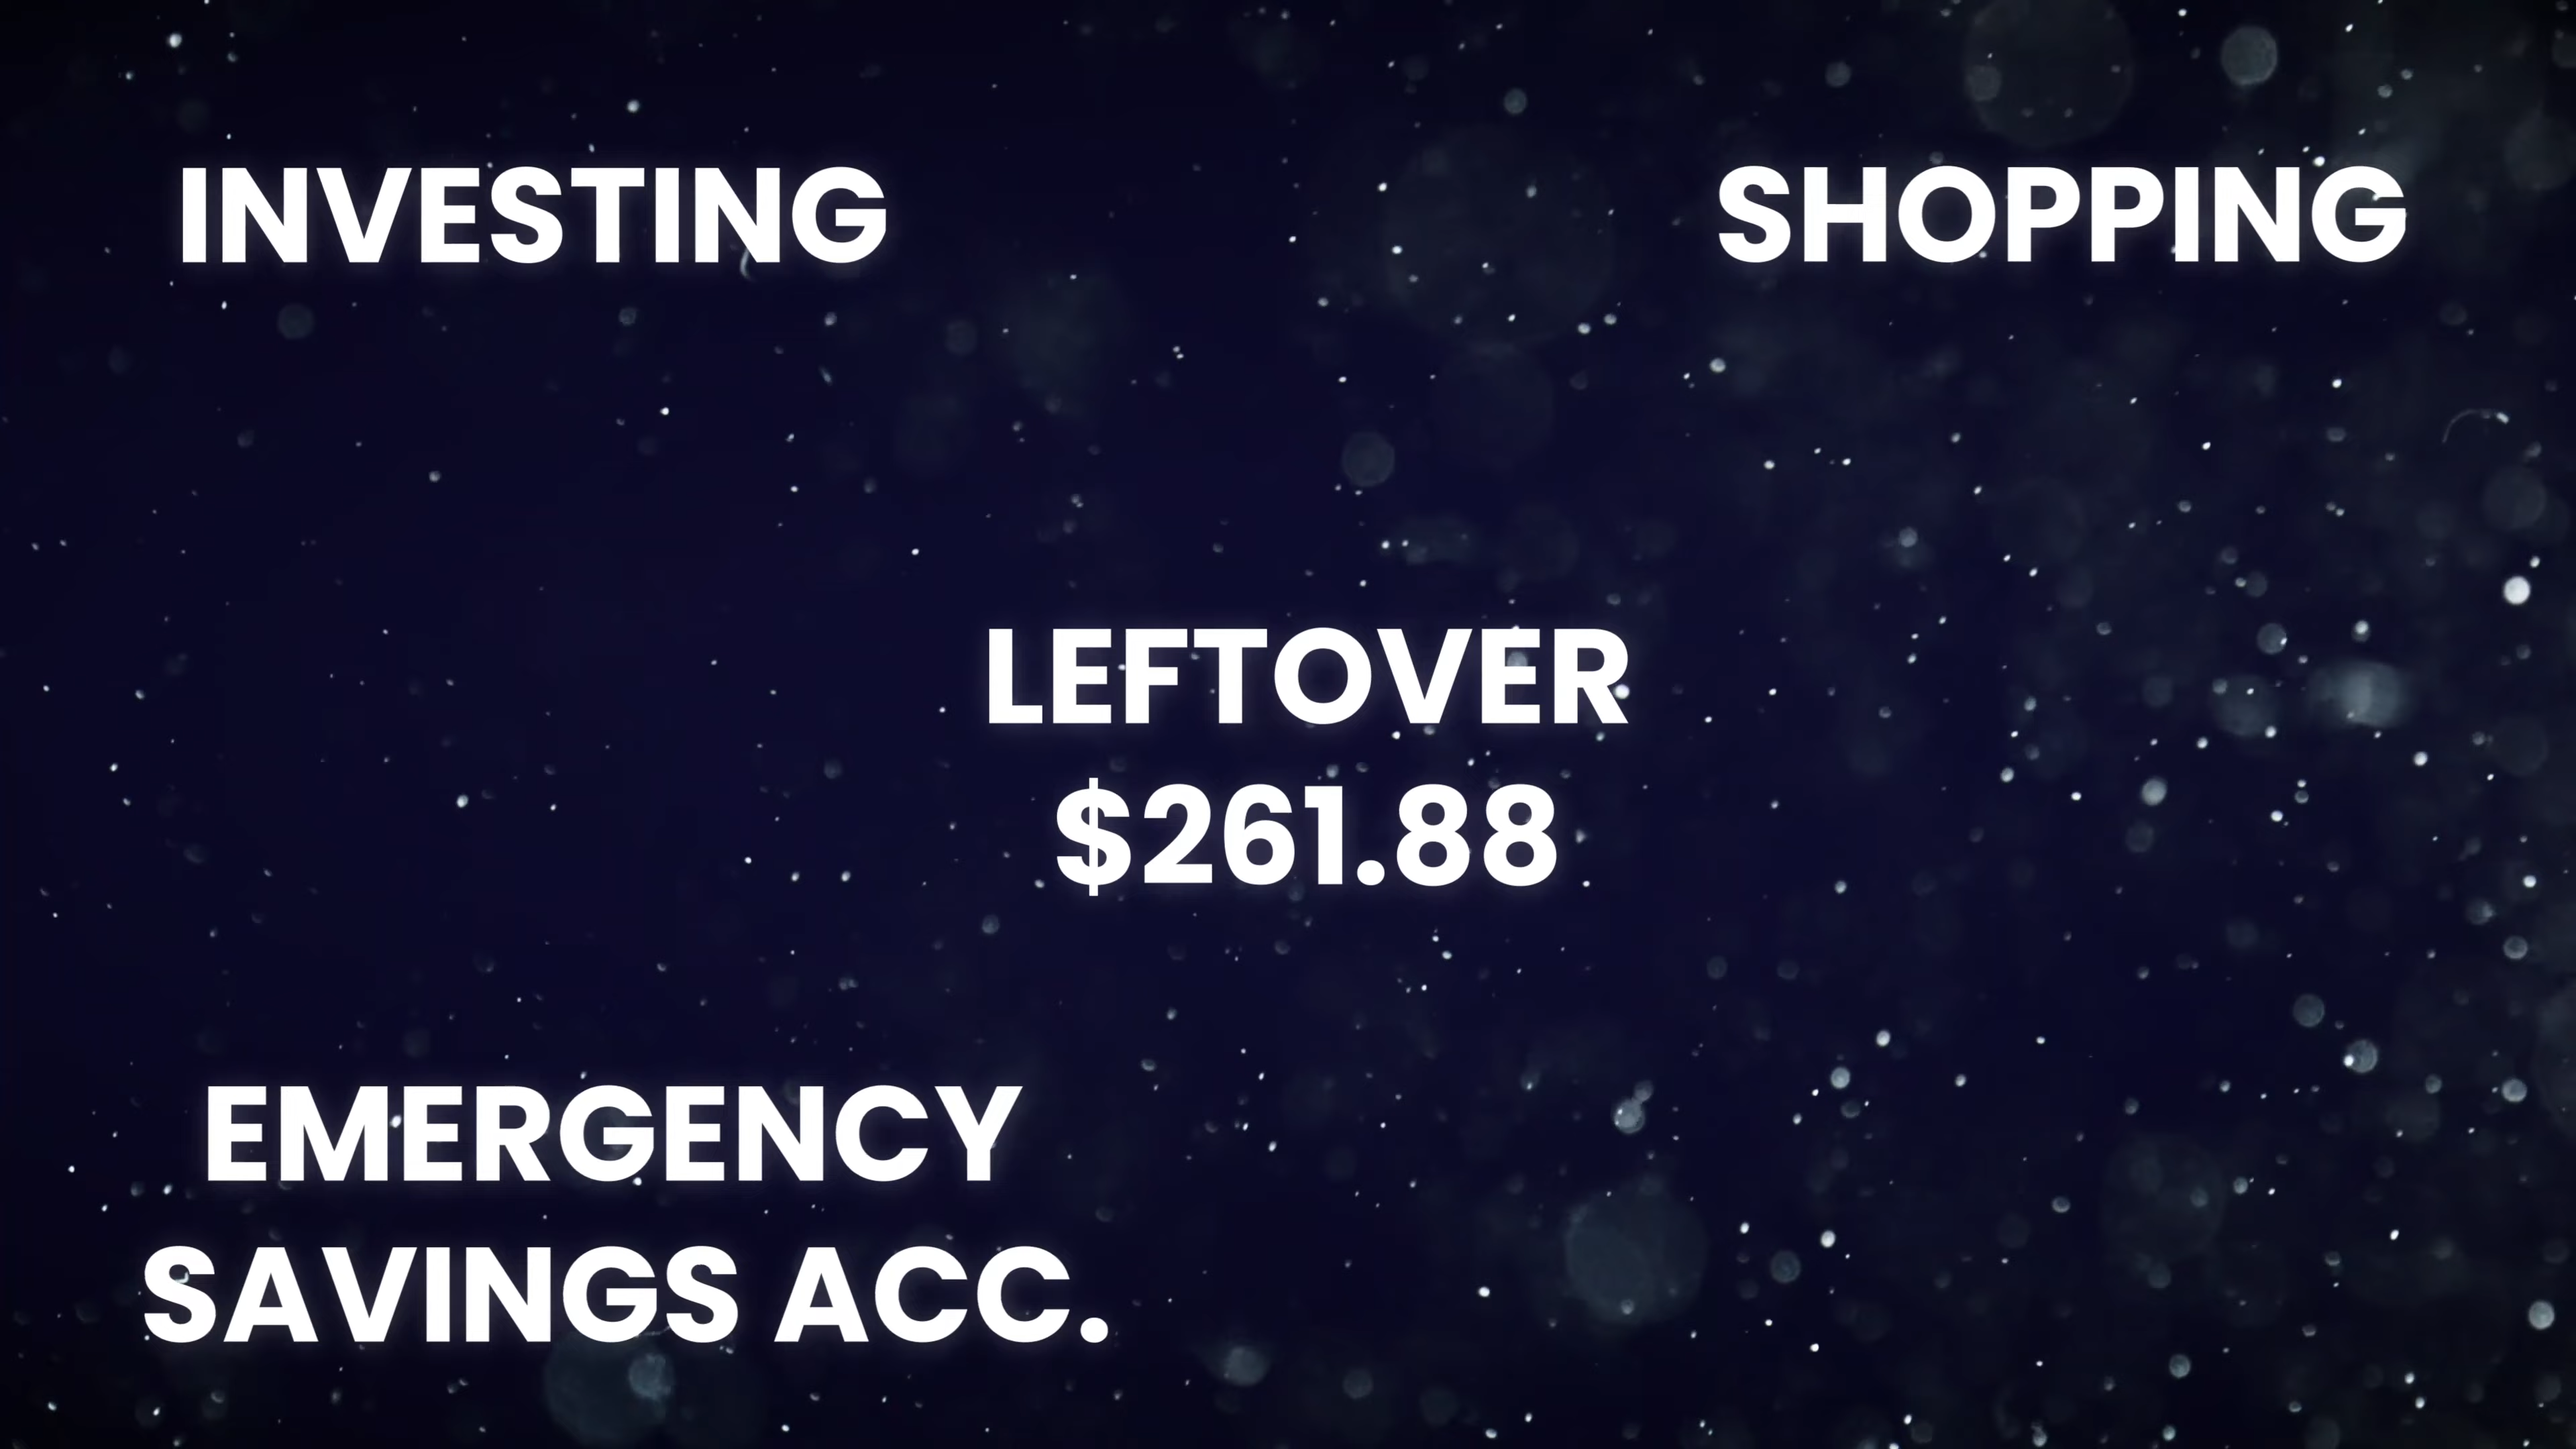 INVESTING
SHOPPING
LEFTOVER
$261.88
EMERGENCY
SAVINGS ACC.